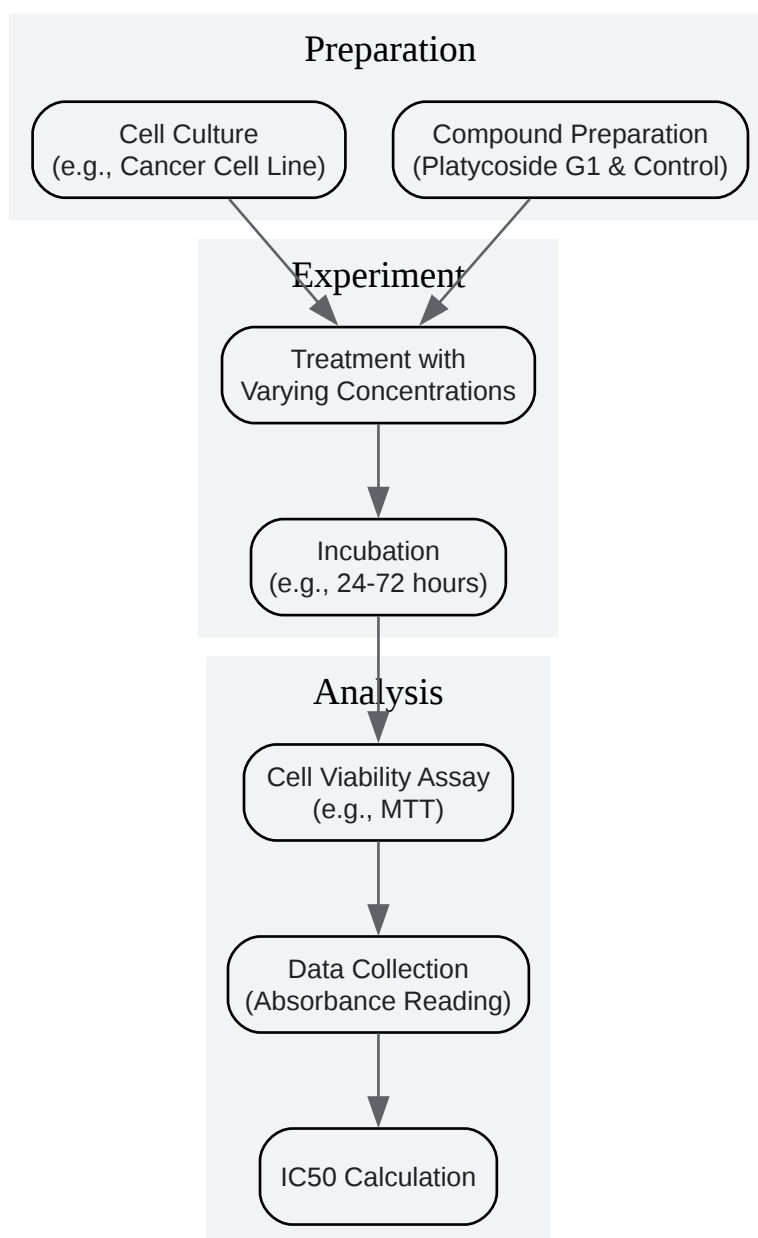 Preparation
Cell Culture
(e.g., Cancer Cell Line)
Compound Preparation
(Platycoside G1 & Control)
Experiment
Treatment with
Varying Concentrations
Incubation
(e.g., 24-72 hours)
Analysis
Cell Viability Assay
(e.g., MTT)
Data Collection
(Absorbance Reading)
IC50 Calculation